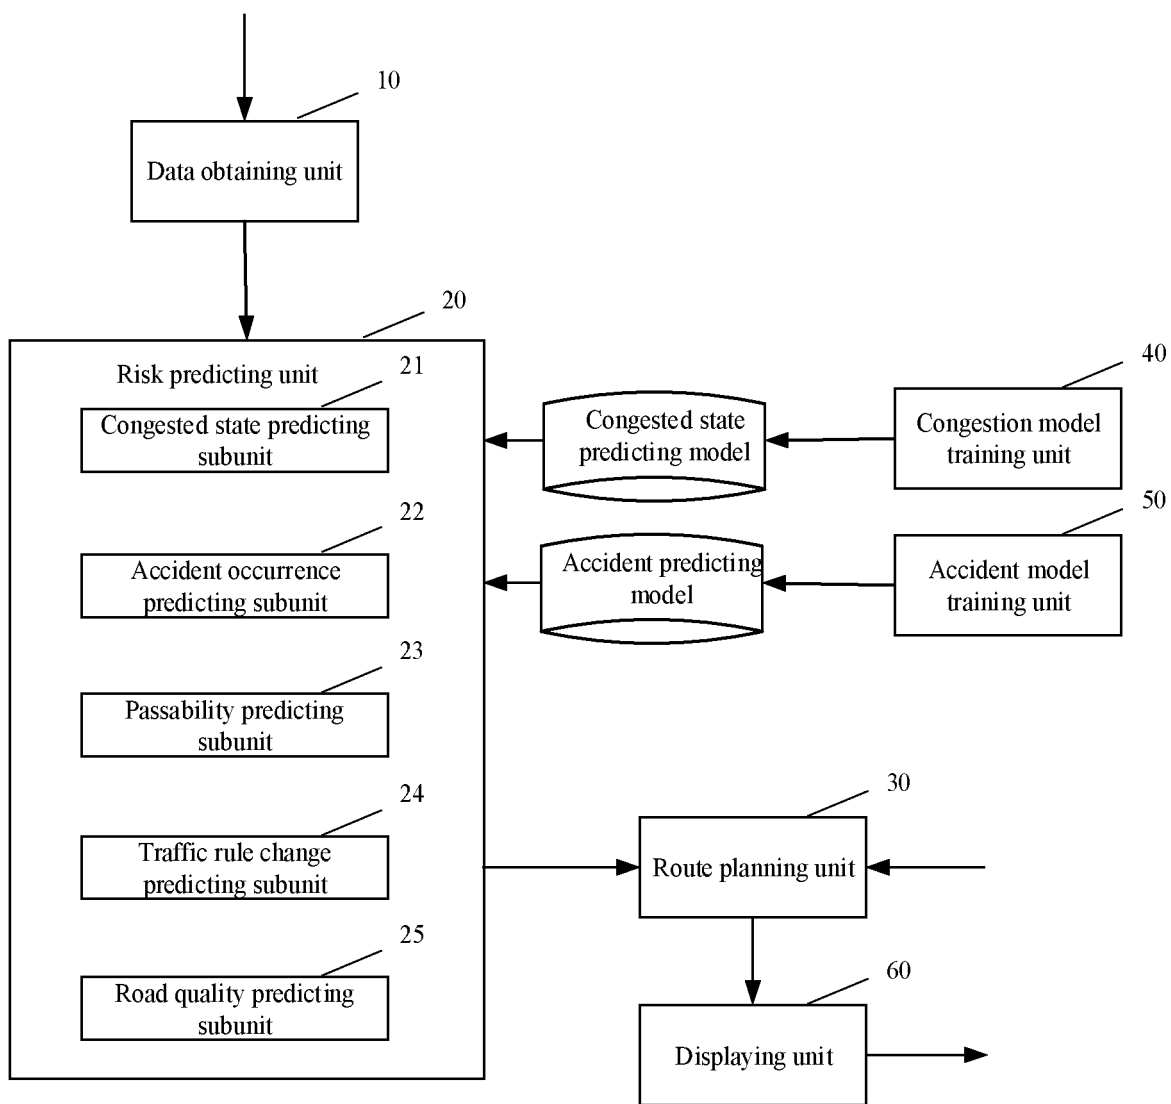 10
Data obtaining unit
20
Risk predicting unit
21
Congested state predicting
subunit
22
Accident occurrence
predicting subunit
23
Passability predicting
subunit
24
Traffic rule change
predicting subunit
25
Road quality predicting
subunit
Congested state
predicting model
40
Congestion model
training unit
Accident predicting
model
50
Accident model
training unit
30
Route planning unit
60
Displaying unit